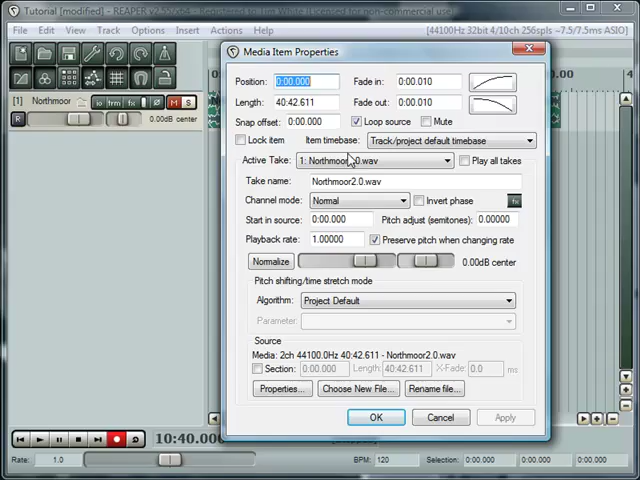 Tutorial [modified] - REAPER v2.552
File Edit View Track Options Insert Actions
[44100Hz 32bit 4/10ch 256spls ~7.5/7.5ms ASIO]
Media Item Properties
Position: 0:00.000 Fade in: 0:00.010
Length: 40:42.611 Fade out: 0:00.010
Snap offset: 0:00.000 Loop source Mute
Lock item Item timebase: Track/project default timebase
Active Take: 1: Northmoor2.0.wav Play all takes
Take name: Northmoor2.0.wav
Channel mode: Normal Invert phase fx
Start in source: 0:00.000 Pitch adjust (semitones): 0.00000
Playback rate: 1.00000 Preserve pitch when changing rate
Normalize 0.00dB center
Pitch shifting/time stretch mode
Algorithm: Project Default
Parameter:
Source
Media: 2ch 44100.0Hz 40:42.611 - Northmoor2.0.wav
Section: 0:00.000 Length: 40:42.611 X-Fade: 0.0 ms
Properties... Choose New File... Rename file...
OK Cancel Apply
[1] Northmoor io fx M S
R 0.00dB center
10:40.000
Rate: 1.0 BPM: 120 Selection: 0:00.000 0:00.000 0:00.000